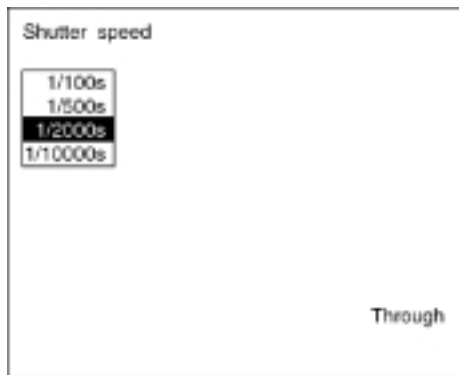 Shutter speed
1/100s
1/500s
1/2000s
1/10000s
Through